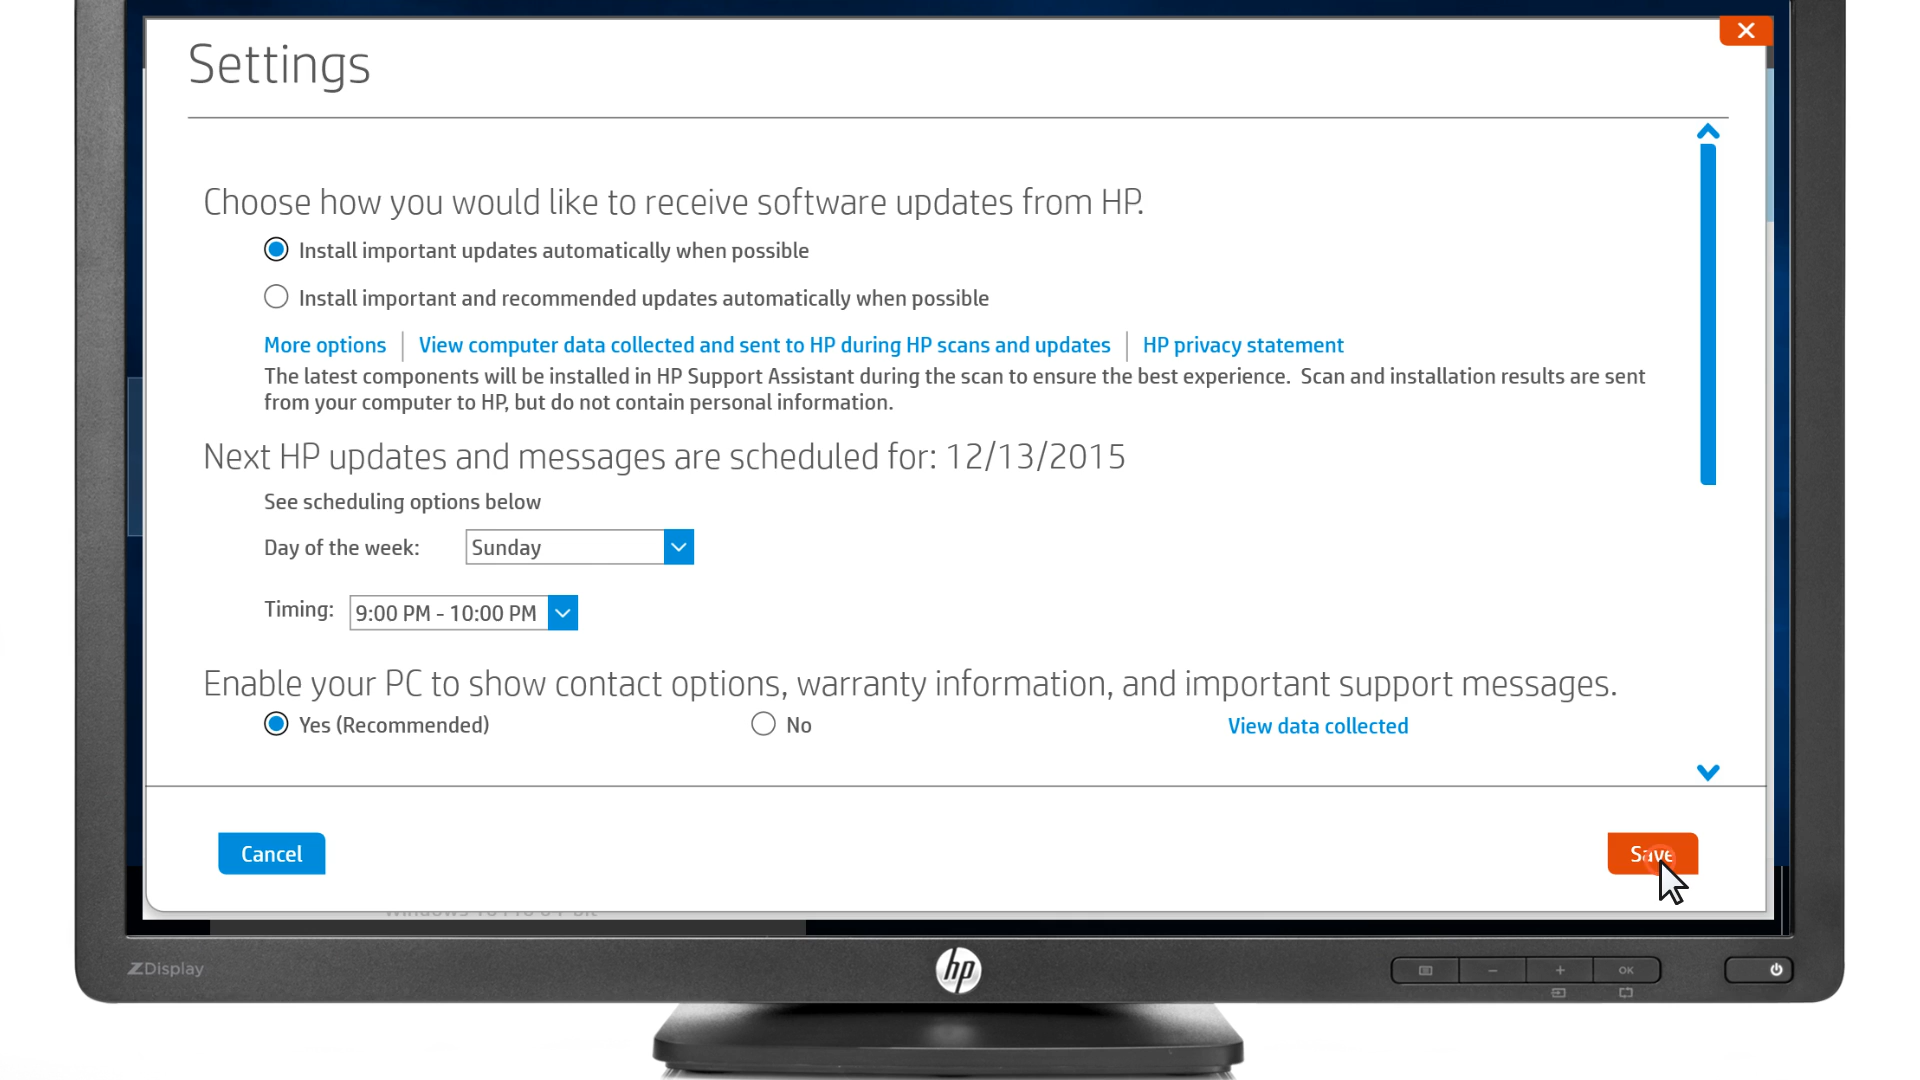 Settings
Choose how you would like to receive software updates from HP.
Install important updates automatically when possible
Install important and recommended updates automatically when possible
More options
View computer data collected and sent to HP during HP scans and updates
HP privacy statement
The latest components will be installed in HP Support Assistant during the scan to ensure the best experience. Scan and installation results are sent
from your computer to HP, but do not contain personal information.
Next HP updates and messages are scheduled for: 12/13/2015
See scheduling options below
Day of the week: Sunday
Timing: 9:00 PM - 10:00 PM
Enable your PC to show contact options, warranty information, and important support messages.
Yes (Recommended)
No
View data collected
Cancel
Save
ZDisplay
hp
OK